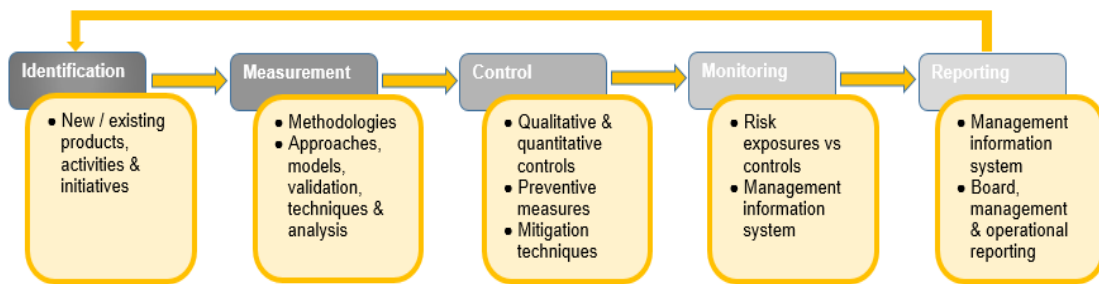 Identification
● New / existing
products,
activities &
initiatives
Measurement
● Methodologies
● Approaches,
models,
validation,
techniques &
analysis
Control
● Qualitative &
quantitative
controls
● Preventive
measures
● Mitigation
techniques
Monitoring
● Risk
exposures vs
controls
● Management
information
system
Reporting
● Management
information
system
● Board,
management
& operational
reporting